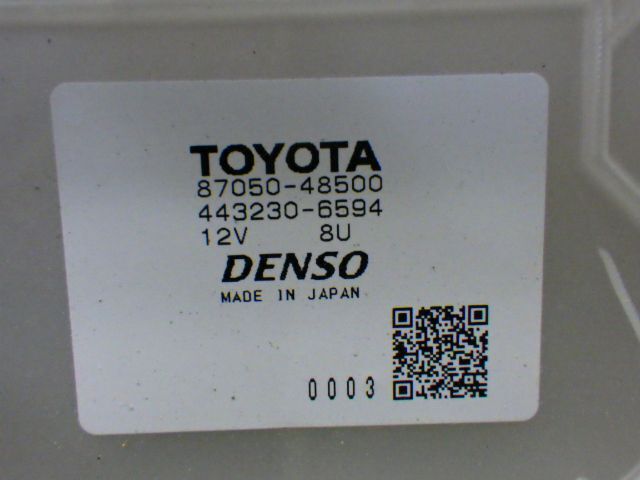 TOYOTA
87050-48500
443230-6594
12V 8U
DENSO
MADE IN JAPAN
0003